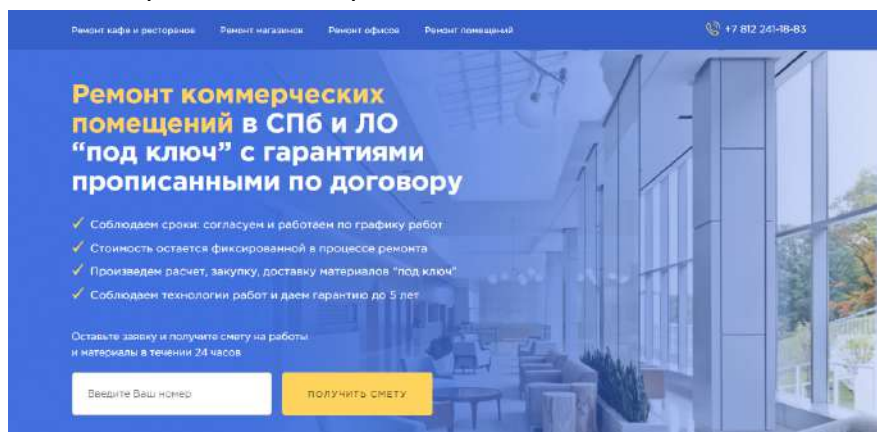 Ремонт кафе и ресторанов Ремонт магазинов Ремонт офисов Ремонт помещений +7 812 241-18-83
Ремонт коммерческих
помещений в СПб и ЛО
“под ключ” с гарантиями
прописанными по договору
Соблюдаем сроки: согласуем и работаем по графику работ
Стоимость остается фиксированной в процессе ремонта
Произведем расчет, закупку, доставку материалов “под ключ”
Соблюдаем технологии работ и даем гарантию до 5 лет
Оставьте заявку и получите смету на работы
и материалы в течении 24 часов
Введите Ваш номер ПОЛУЧИТЬ СМЕТУ